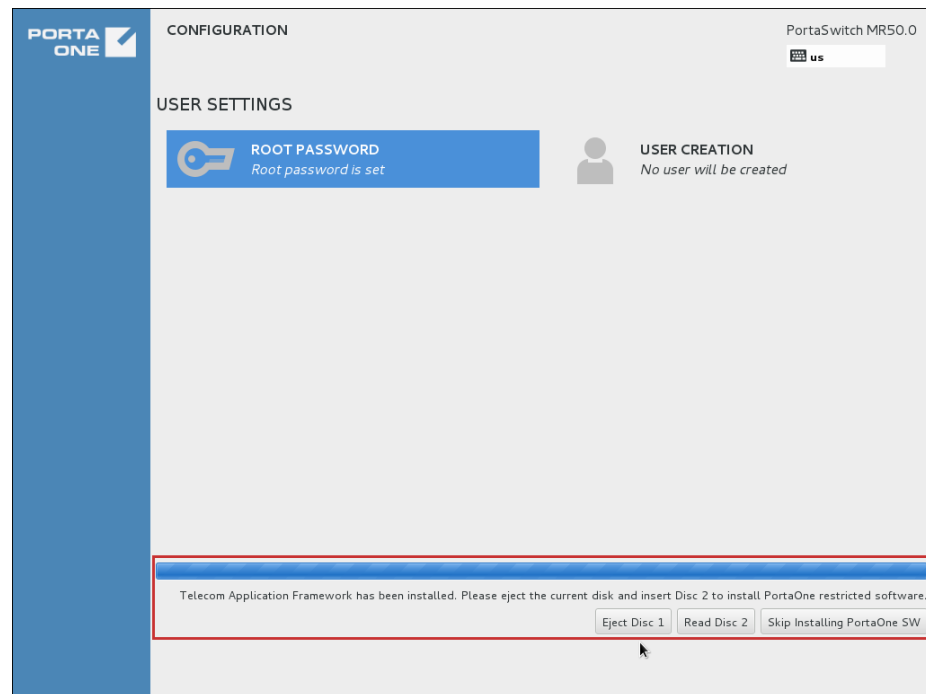 PORTA
ONE
CONFIGURATION
PortaSwitch MR50.0
us
USER SETTINGS
ROOT PASSWORD
Root password is set
USER CREATION
No user will be created
Telecom Application Framework has been installed. Please eject the current disk and insert Disc 2 to install PortaOne restricted software.
Eject Disc 1
Read Disc 2
Skip Installing PortaOne SW